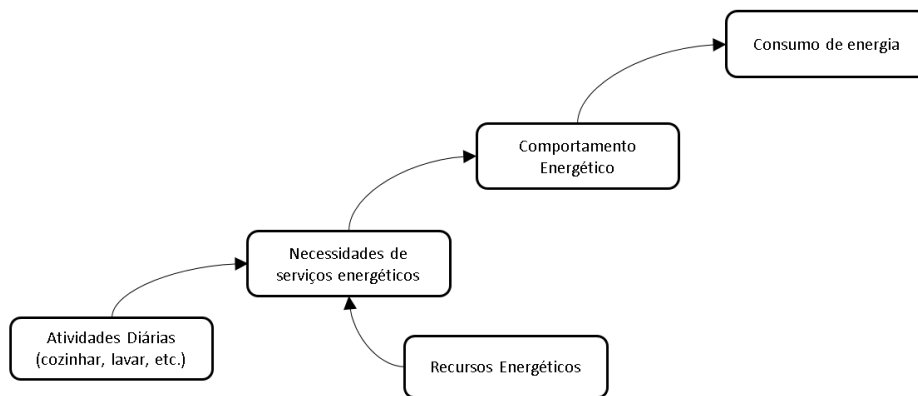 Consumo de energia
Comportamento
Energético
Necessidades de
serviços energéticos
Atividades Diárias
(cozinhar, lavar, etc.)
Recursos Energéticos